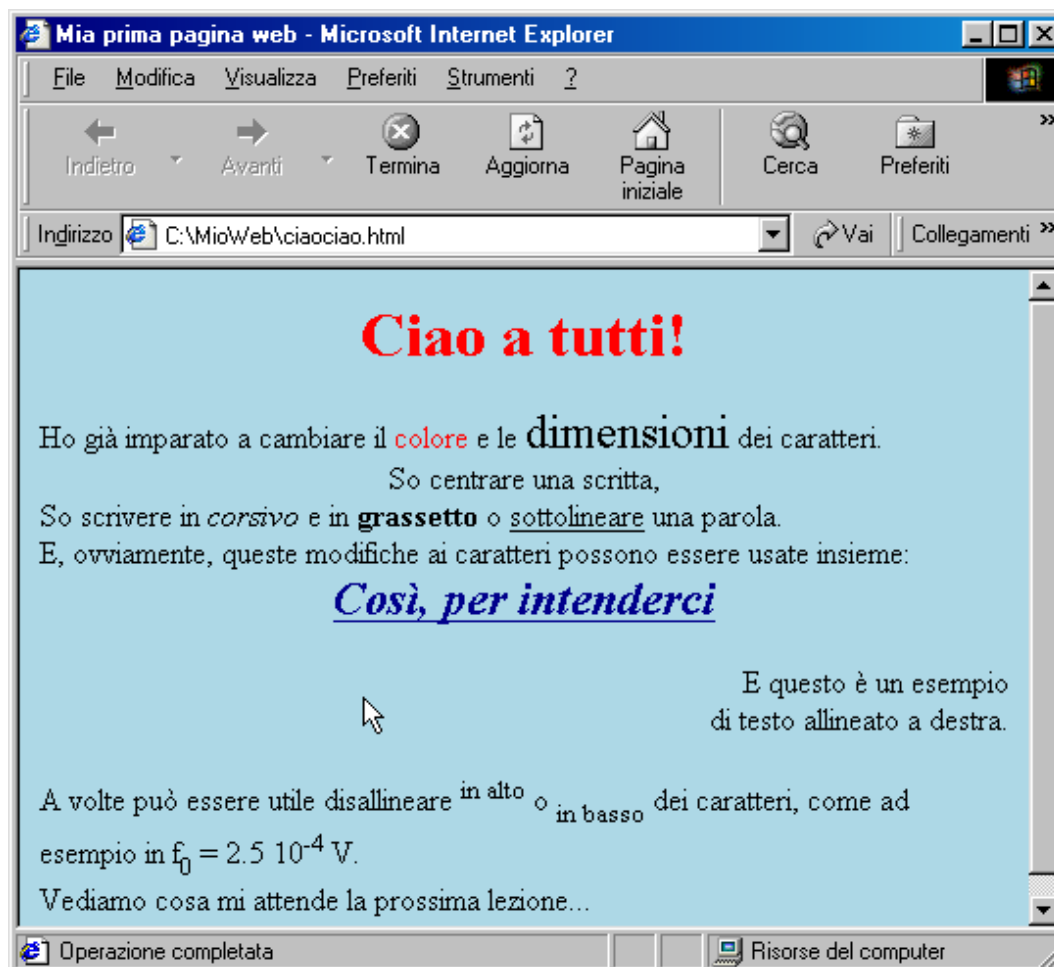 Mia prima pagina web - Microsoft Internet Explorer
File Modifica Visualizza Preferiti Strumenti ?
Indietro Avanti Termina Aggiorna Pagina iniziale Cerca Preferiti
Indirizzo C:\MioWeb\ciaociao.html Vai Collegamenti
Ciao a tutti!
Ho già imparato a cambiare il colore e le dimensioni dei caratteri.
So centrare una scritta,
So scrivere in corsivo e in grassetto o sottolineare una parola.
E, ovviamente, queste modifiche ai caratteri possono essere usate insieme:
Così, per intenderci
E questo è un esempio
di testo allineato a destra.
A volte può essere utile disallineare in alto o in basso dei caratteri, come ad
esempio in f0 = 2.5 10-4 V.
Vediamo cosa mi attende la prossima lezione...
Operazione completata Risorse del computer